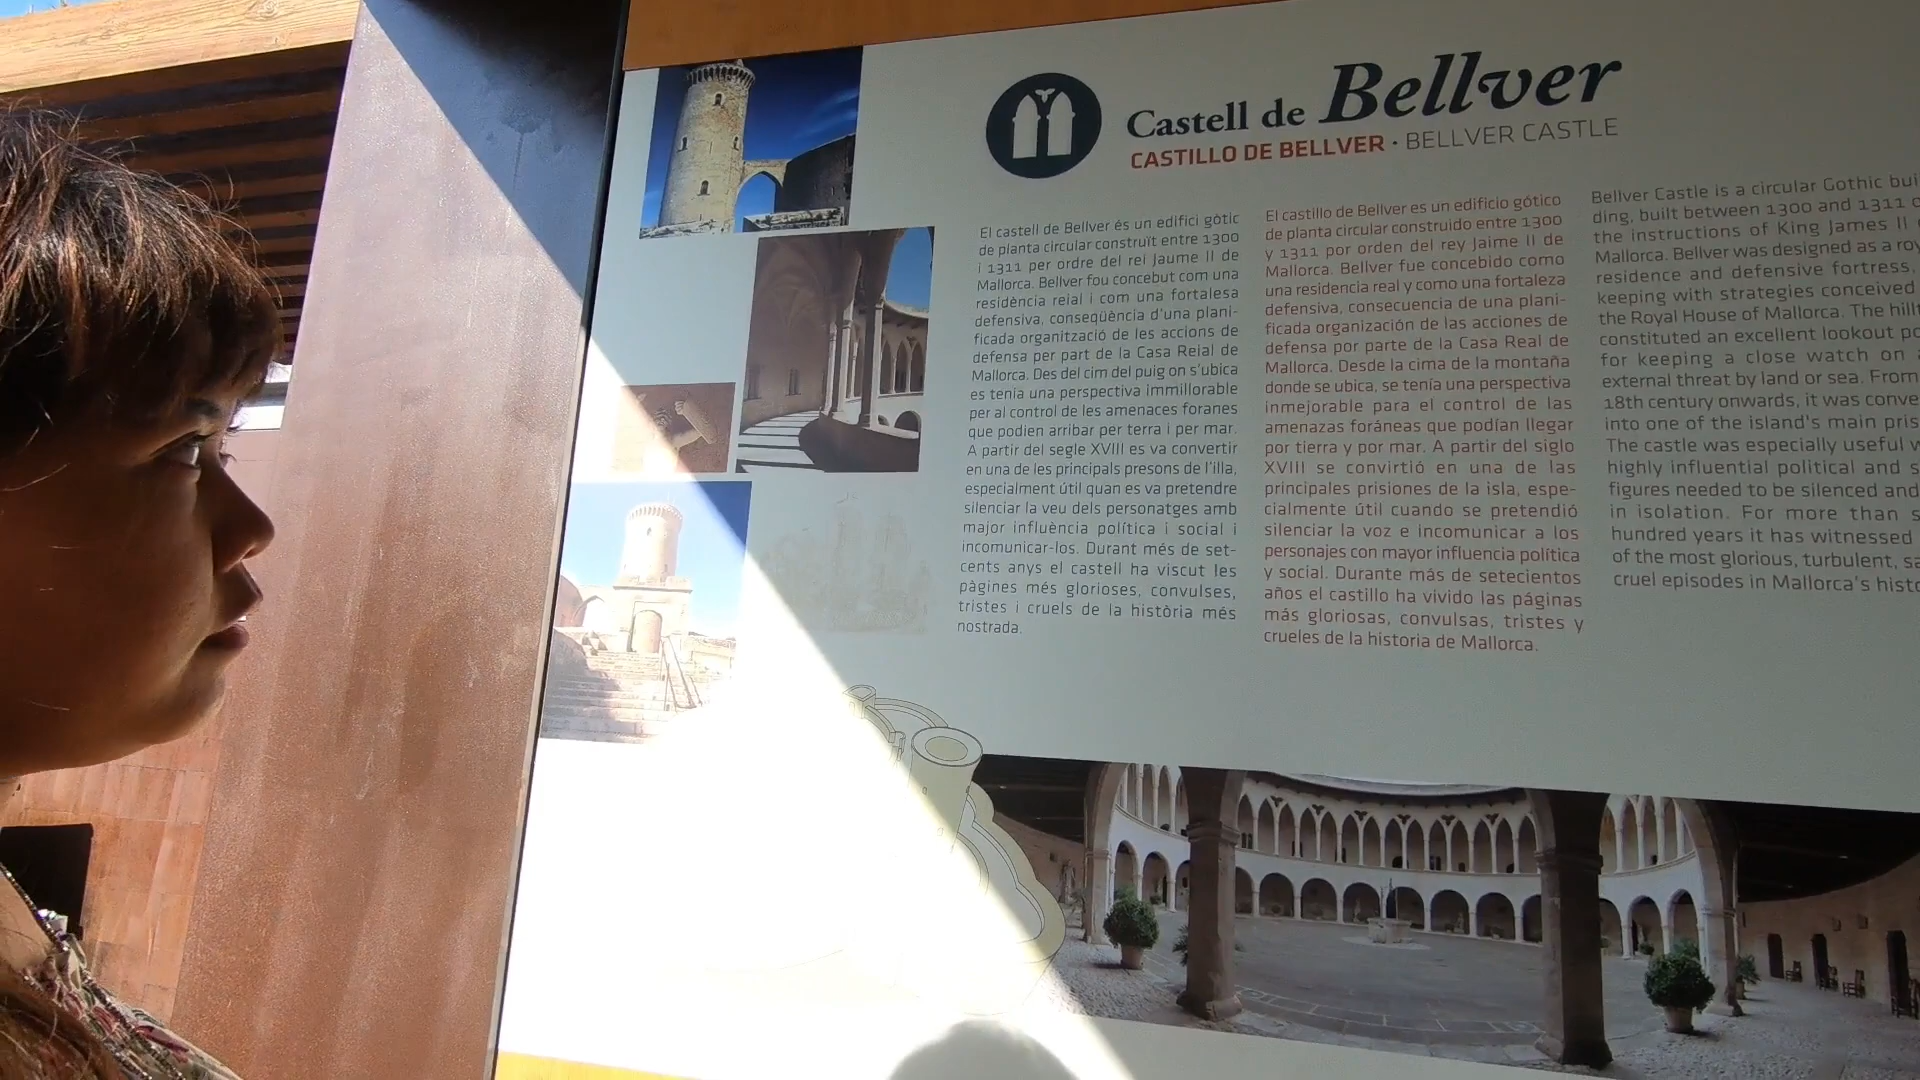 Castell de Bellver
CASTILLO DE BELLVER • BELLVER CASTLE
El castell de Bellver és un edifici gòtic
de planta circular construït entre 1300
i 1311 per ordre del rei Jaume II de
Mallorca. Bellver fou concebut com una
residència reial i com una fortalesa
defensiva, conseqüència d'una plani-
ficada organització de les accions de
defensa per part de la Casa Reial de
Mallorca. Des del cim del puig on s'ubica
es tenia una perspectiva immillorable
per al control de les amenaces foranes
que podien arribar per terra i per mar.
A partir del segle XVIII es va convertir
en una de les principals presons de l'illa,
especialment útil quan es va pretendre
silenciar la veu dels personatges amb
major influència política i social i
incomunicar-los. Durant més de set-
cents anys el castell ha viscut les
pàgines més glorioses, convulses,
tristes i cruels de la història més
nostrada.
El castillo de Bellver es un edificio gótico
de planta circular construido entre 1300
y 1311 por orden del rey Jaime II de
Mallorca. Bellver fue concebido como
una residencia real y como una fortaleza
defensiva, consecuencia de una plani-
ficada organización de las acciones de
defensa por parte de la Casa Real de
Mallorca. Desde la cima de la montaña
donde se ubica, se tenía una perspectiva
inmejorable para el control de las
amenazas foráneas que podían llegar
por tierra y por mar. A partir del siglo
XVIII se convirtió en una de las
principales prisiones de la isla, espe-
cialmente útil cuando se pretendió
silenciar la voz e incomunicar a los
personajes con mayor influencia política
y social. Durante más de setecientos
años el castillo ha vivido las páginas
más gloriosas, convulsas, tristes y
crueles de la historia de Mallorca.
Bellver Castle is a circular Gothic bui
ding, built between 1300 and 1311 o
the instructions of King James II
Mallorca. Bellver was designed as a ro
residence and defensive fortress,
keeping with strategies conceived
the Royal House of Mallorca. The hill
constituted an excellent lookout po
for keeping a close watch on
external threat by land or sea. From
18th century onwards, it was conve
into one of the island's main pris
The castle was especially useful w
highly influential political and s
figures needed to be silenced and
in isolation. For more than s
hundred years it has witnessed
of the most glorious, turbulent, sa
cruel episodes in Mallorca's histo